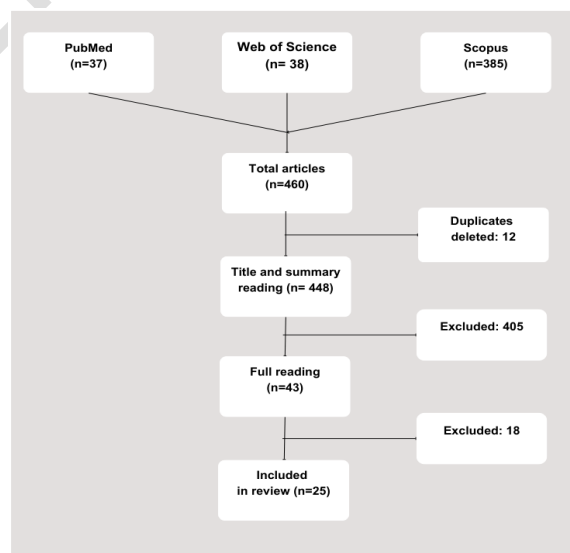 PubMed
(n=37)
Web of Science
(n= 38)
Scopus
(n=385)
Total articles
(n=460)
Duplicates
deleted: 12
Title and summary
reading (n= 448)
Excluded: 405
Full reading
(n=43)
Excluded: 18
Included
in review (n=25)